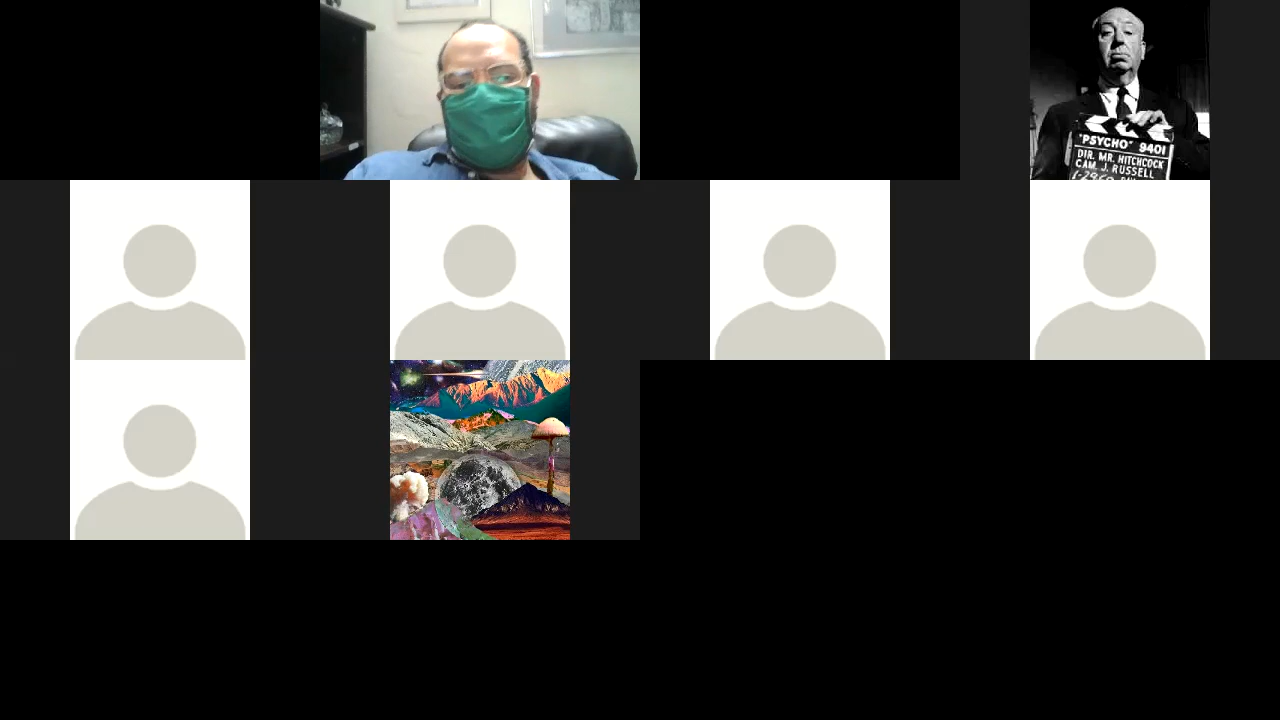 "PSYCHO" 9401
DIR. MR. HITCHCOCK
CAM. J. RUSSELL